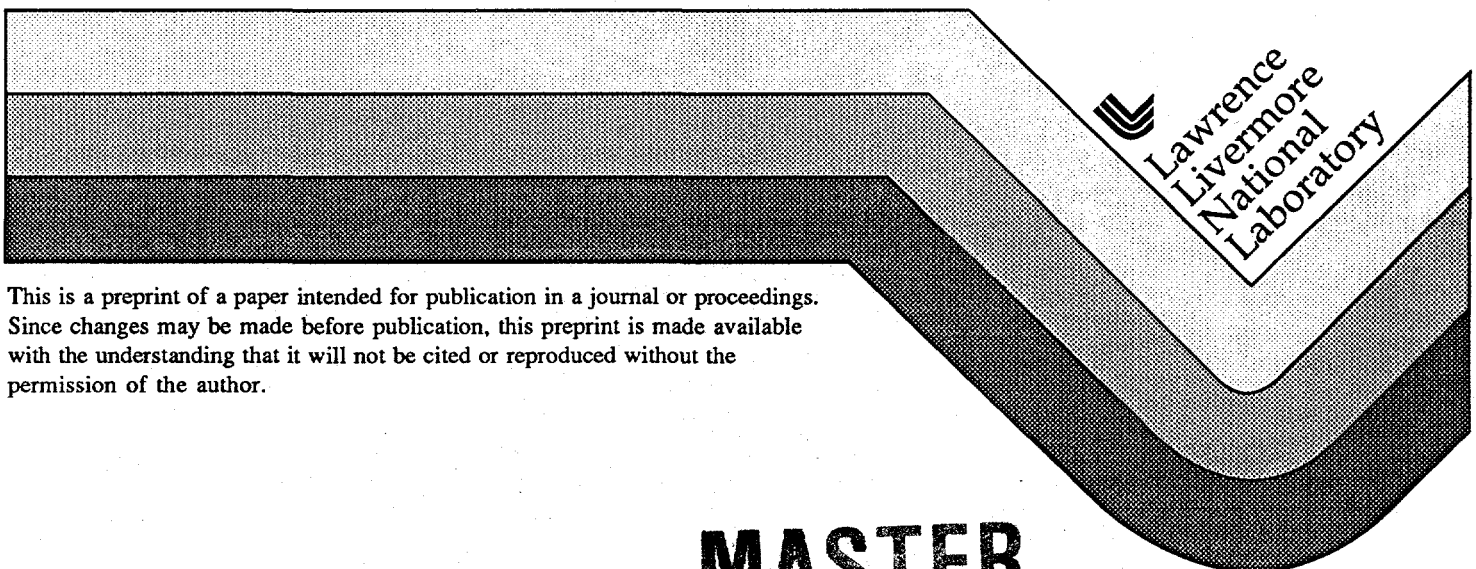 Lawrence
Livermore
National
Laboratory
This is a preprint of a paper intended for publication in a journal or proceedings.
Since changes may be made before publication, this preprint is made available
with the understanding that it will not be cited or reproduced without the
permission of the author.
MASTER